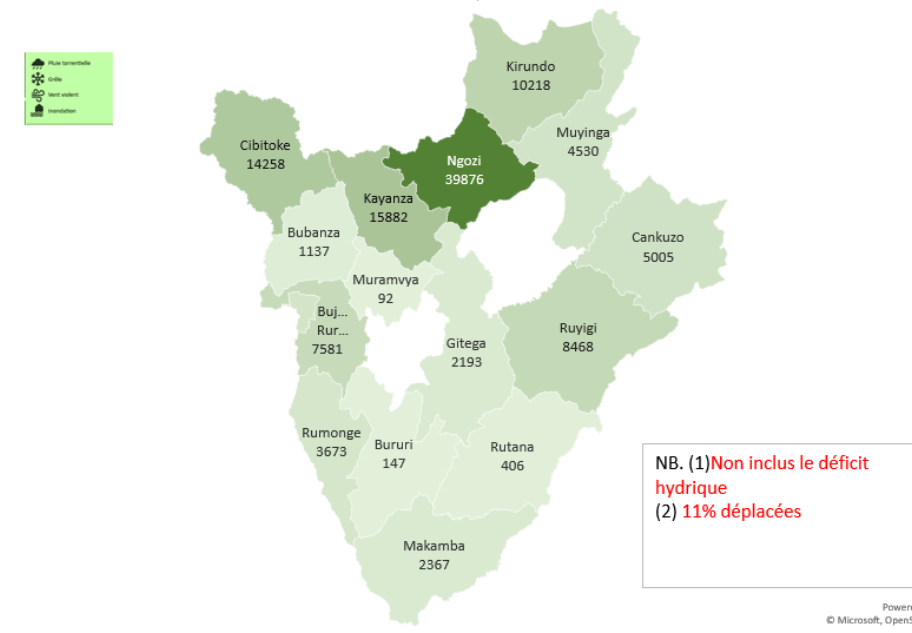 Pluie torrentielle
Grêle
Vent violent
Inondation
Kirundo
10218
Muyinga
4530
Cibitoke
14258
Ngozi
39876
Kayanza
15882
Bubanza
1137
Cankuzo
5005
Muramvya
92
Buj...
Rur...
7581
Gitega
2193
Ruyigi
8468
Rumonge
3673
Bururi
147
Rutana
406
Makamba
2367
NB. (1)Non inclus le déficit
hydrique
(2) 11% déplacées
Powe
© Microsoft, OpenS